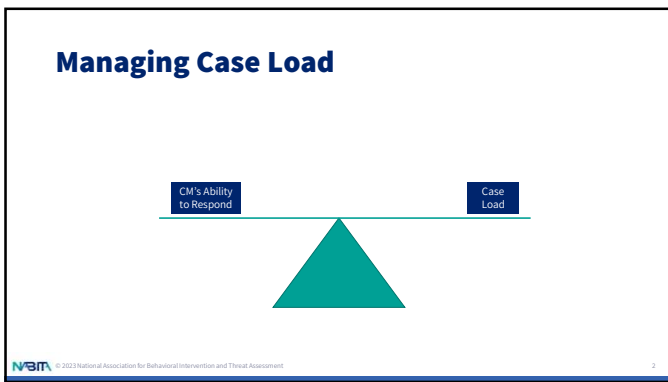 Managing Case Load
CM's Ability
to Respond
Case
Load
NABITA © 2023 National Association for Behavioral Intervention and Threat Assessment
2